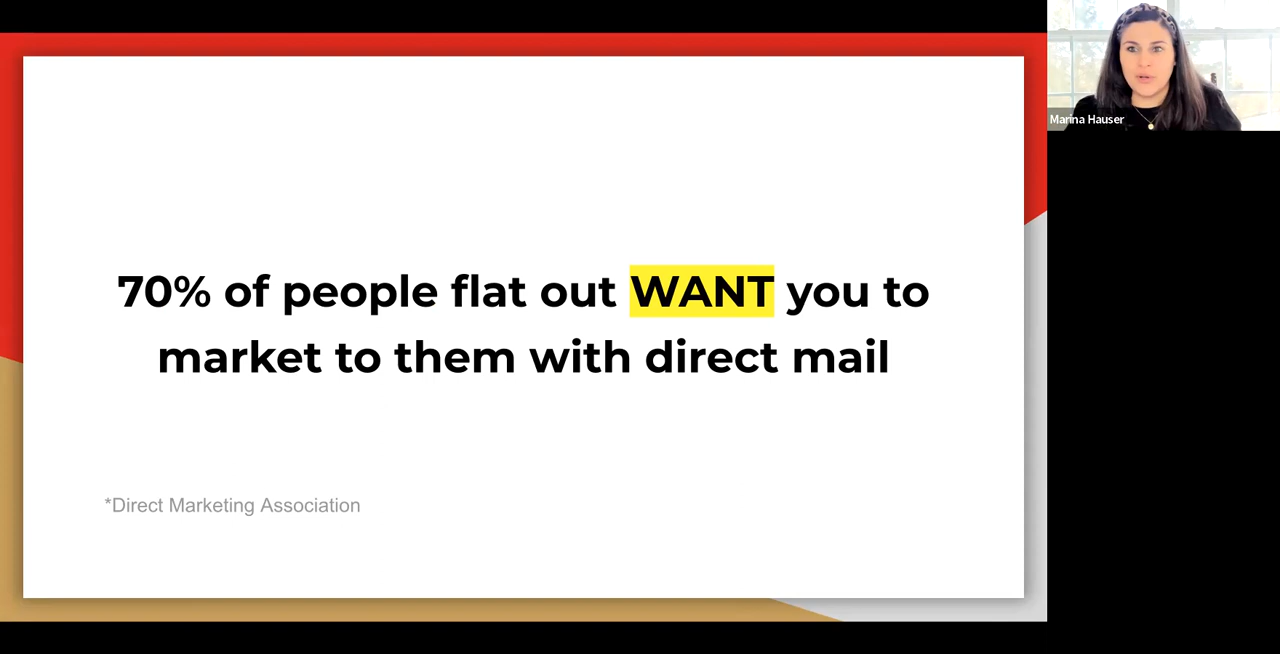 Marina Hauser
70% of people flat out WANT you to
market to them with direct mail
*Direct Marketing Association